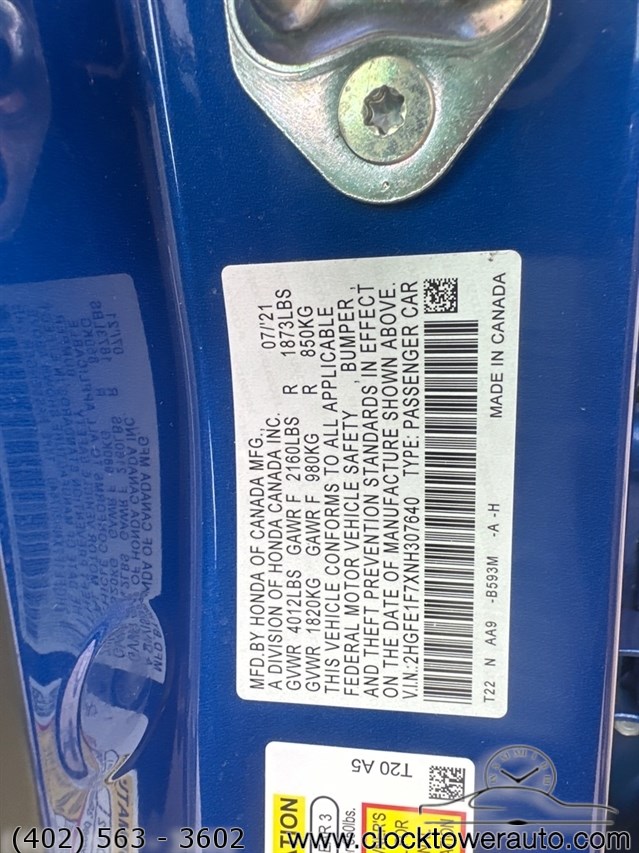 MFD.BY HONDA OF CANADA MFG., 07/'21
A DIVISION OF HONDA CANADA INC.
GVWR 4012LBS GAWR F 2160LBS R 1873LBS
GVWR 1820KG GAWR F 980KG R 850KG
THIS VEHICLE CONFORMS TO ALL APPLICABLE
FEDERAL MOTOR VEHICLE SAFETY , BUMPER ,
AND THEFT PREVENTION STANDARDS IN EFFECT
ON THE DATE OF MANUFACTURE SHOWN ABOVE.
V.I.N.:2HGFE1F7XNH307640 TYPE: PASSENGER CAR
T22 N AA9 -B593M -A -H MADE IN CANADA
T20 A5
(402) 563 - 3602 www.clocktowerauto.com